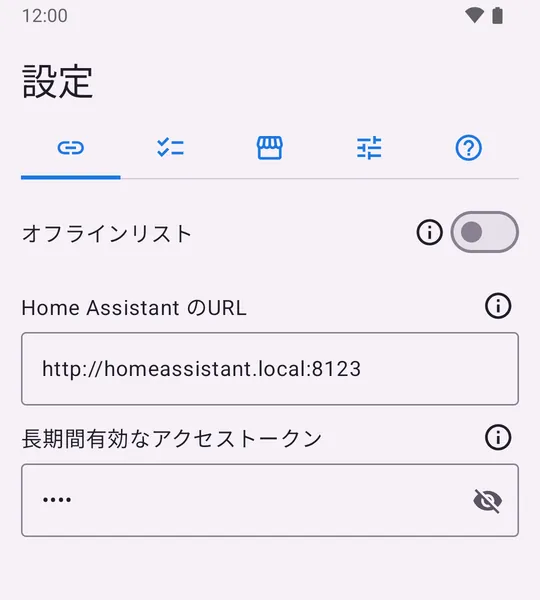 12:00
設定
オフラインリスト
Home Assistant のURL
http://homeassistant.local:8123
長期間有効なアクセストークン
••••